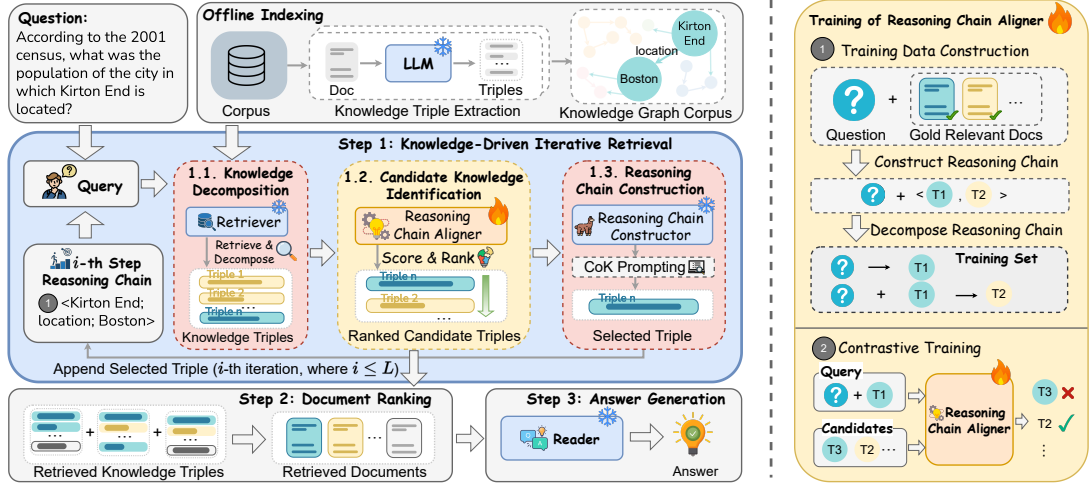 Question:
According to the 2001
census, what was the
population of the city in
which Kirton End is
located?
Offline Indexing
Corpus
Doc
LLM
Triples
Knowledge Triple Extraction
Kirton
End
location
Boston
Knowledge Graph Corpus
Step 1: Knowledge-Driven Iterative Retrieval
Query
i-th Step
Reasoning Chain
1 <Kirton End;
location; Boston>
1.1. Knowledge
Decomposition
Retriever
Retrieve &
Decompose
Triple 1
Triple 2
...
Triple n
Knowledge Triples
1.2. Candidate Knowledge
Identification
Reasoning
Chain Aligner
Score & Rank
Triple n
Triple 2
...
Ranked Candidate Triples
1.3. Reasoning
Chain Construction
Reasoning Chain
Constructor
CoK Prompting
Triple n
Selected Triple
Append Selected Triple (i-th iteration, where i ≤ L)
Step 2: Document Ranking
... + ... + ...
Retrieved Knowledge Triples
...
Retrieved Documents
Step 3: Answer Generation
Q
A
Reader
Answer
Training of Reasoning Chain Aligner
1 Training Data Construction
? + ...
Question
Gold Relevant Docs
Construct Reasoning Chain
? + < T1 , T2 >
Decompose Reasoning Chain
Training Set
? → T1
? + T1 → T2
2 Contrastive Training
Query
? + T1
Candidates
T3 T2 ...
Reasoning
Chain Aligner
T3
T2
⋮